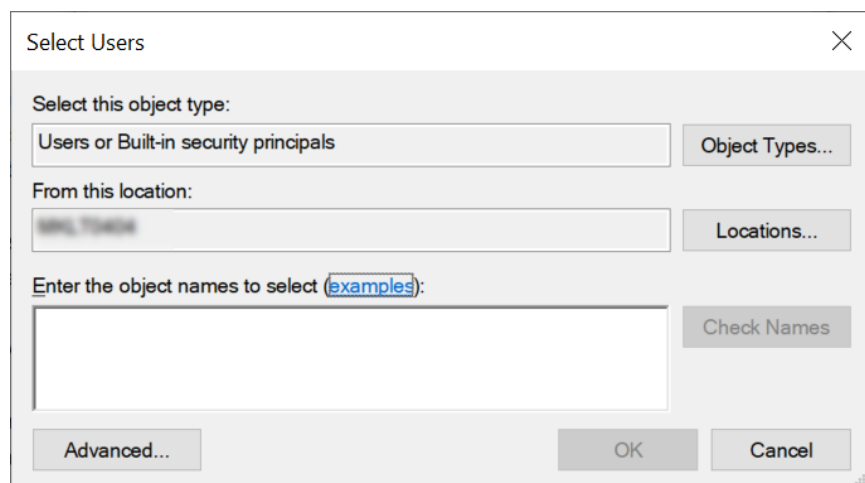 Select Users
Select this object type:
Users or Built-in security principals
Object Types...
From this location:
Locations...
Enter the object names to select (examples):
Check Names
Advanced...
OK
Cancel